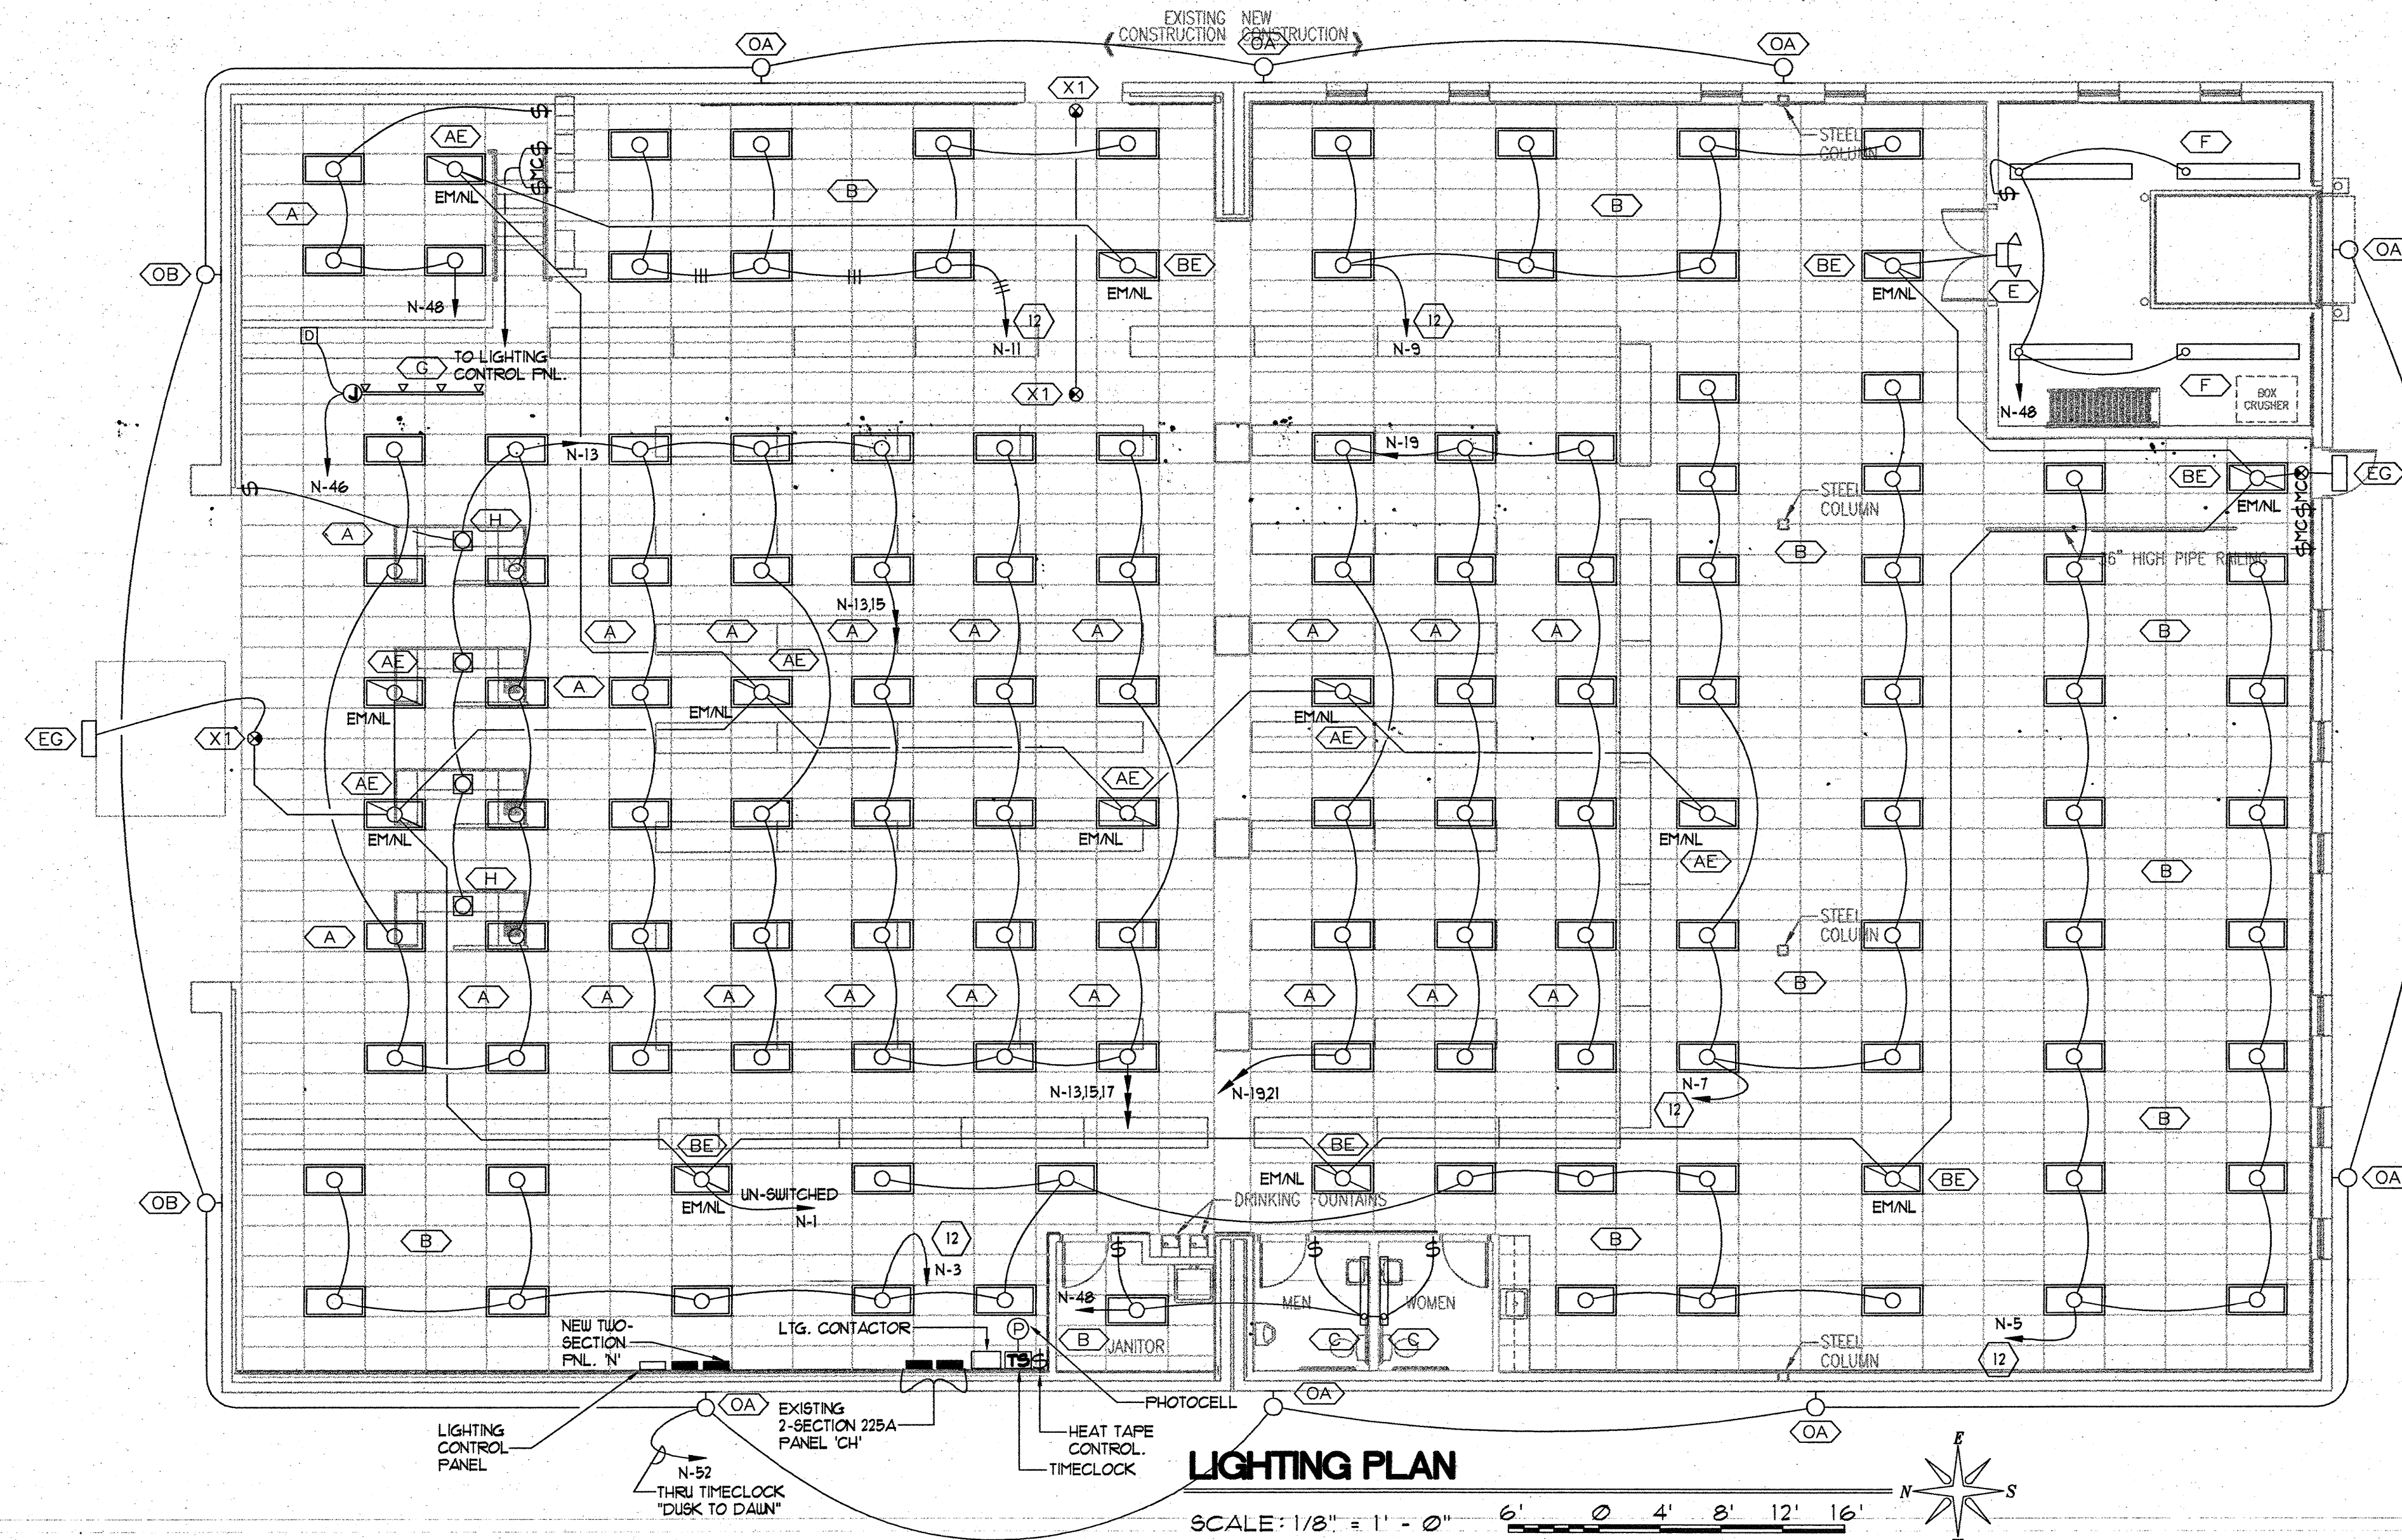 EXISTING NEW
CONSTRUCTION CONSTRUCTION
OA
OA
OA
X1
AE
STEEL
COLUMN
F
SMC
EM/NL
B
B
A
OB
BE
EM/NL
BE
EM/NL
E
OA
N-48
D
TO LIGHTING
CONTROL PNL.
G
J
12
N-11
12
N-9
X1
F
BOX
CRUSHER
N-48
N-13
N-19
N-46
STEEL
COLUMN
BE
EM/NL
EG
A
H
B
36" HIGH PIPE RAILING
N-13,15
A
A
A
A
A
A
A
A
B
AE
AE
A
EM/NL
EM/NL
EM/NL
AE
EG
X1
AE
EM/NL
AE
EM/NL
EM/NL
AE
B
H
A
STEEL
COLUMN
B
A
A
A
A
A
A
A
A
A
N-13,15,17
N-19,21
N-7
12
B
BE
EM/NL
UN-SWITCHED
N-1
BE
EM/NL
DRINKING FOUNTAINS
BE
EM/NL
OB
OA
B
12
N-3
B
N-48
MEN
WOMEN
B
JANITOR
C
C
N-5
12
STEEL
COLUMN
NEW TWO-
SECTION
PNL. 'N'
LTG. CONTACTOR
P
TS
OA
EXISTING
2-SECTION 225A
PANEL 'CH'
PHOTOCELL
OA
OA
LIGHTING
CONTROL
PANEL
HEAT TAPE
CONTROL.
TIMECLOCK
N-52
THRU TIMECLOCK
"DUSK TO DAWN"
LIGHTING PLAN
SCALE: 1/8" = 1' - 0"
6' 0 4' 8' 12' 16'
E
N
S